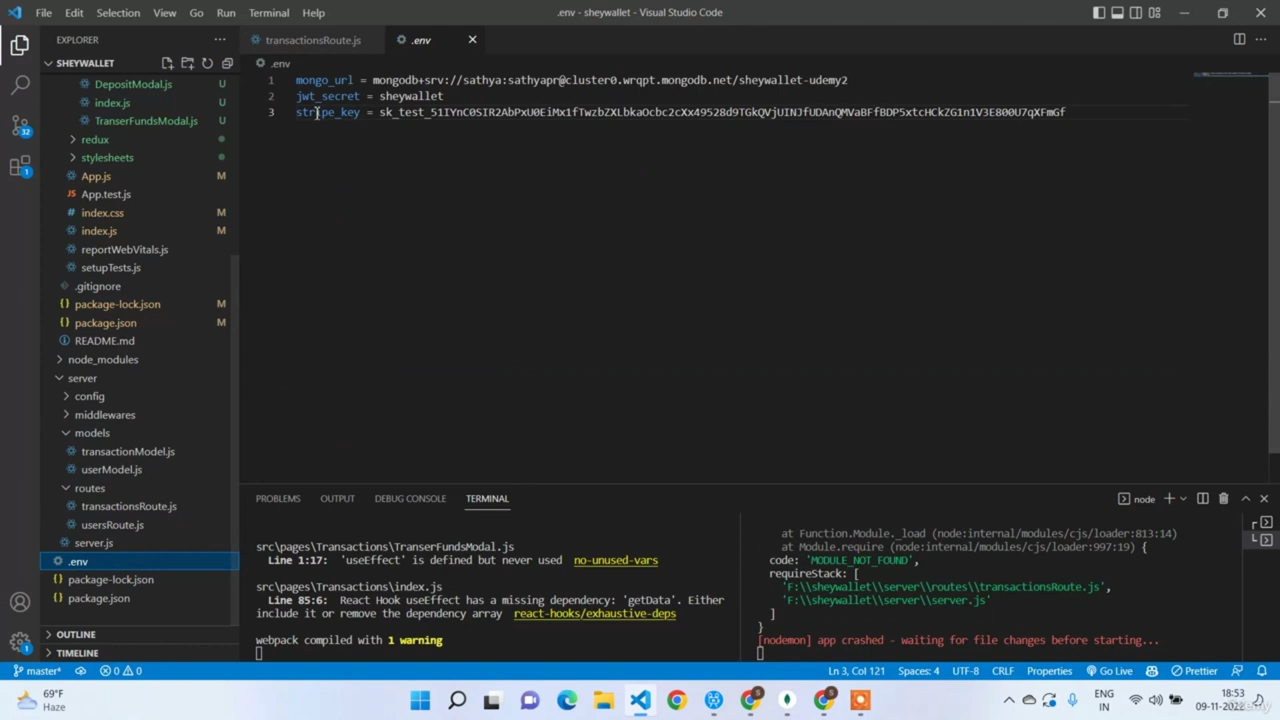 File Edit Selection View Go Run Terminal Help
.env - sheywallet - Visual Studio Code
EXPLORER
SHEYWALLET
DepositModal.js U
index.js U
TranserFundsModal.js U
redux
stylesheets
App.js M
App.test.js
index.css M
index.js M
reportWebVitals.js
setupTests.js
.gitignore
package-lock.json M
package.json M
README.md
node_modules
server
config
middlewares
models
transactionModel.js
userModel.js
routes
transactionsRoute.js
usersRoute.js
server.js
.env
package-lock.json
package.json
OUTLINE
TIMELINE
transactionsRoute.js
.env
.env
1 mongo_url = mongodb+srv://sathya:sathyapr@cluster0.wrqpt.mongodb.net/sheywallet-udemy2
2 jwt_secret = sheywallet
3 stripe_key = sk_test_51IYnC0SIR2AbPxU0EiMx1fTwzbZXLbkaOcbc2cXx49528d9TGkQVjUINJfUDAnQMVaBFfBDP5xtcHCkZG1n1V3E800U7qXFmGf
PROBLEMS OUTPUT DEBUG CONSOLE TERMINAL
node
src\pages\Transactions\TranserFundsModal.js
Line 1:17: 'useEffect' is defined but never used no-unused-vars
src\pages\Transactions\index.js
Line 85:6: React Hook useEffect has a missing dependency: 'getData'. Either
include it or remove the dependency array react-hooks/exhaustive-deps
webpack compiled with 1 warning
at Function.Module._load (node:internal/modules/cjs/loader:813:14)
at Module.require (node:internal/modules/cjs/loader:997:19) {
code: 'MODULE_NOT_FOUND',
requireStack: [
'F:\\sheywallet\\server\\routes\\transactionsRoute.js',
'F:\\sheywallet\\server\\server.js'
]
}
[nodemon] app crashed - waiting for file changes before starting...
32
1
1
master* 0 0
Ln 3, Col 121 Spaces: 4 UTF-8 CRLF Properties Go Live Prettier
69°F
Haze
ENG
IN
18:53
09-11-2022